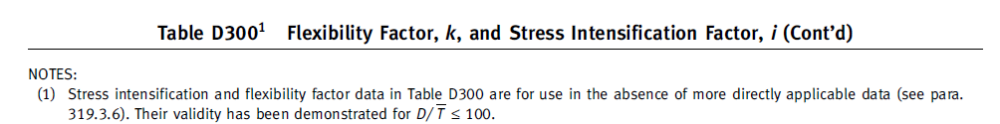 Table D300¹ Flexibility Factor, k, and Stress Intensification Factor, i (Cont’d)
NOTES:
(1) Stress intensification and flexibility factor data in Table D300 are for use in the absence of more directly applicable data (see para.
319.3.6). Their validity has been demonstrated for D/T̅ ≤ 100.